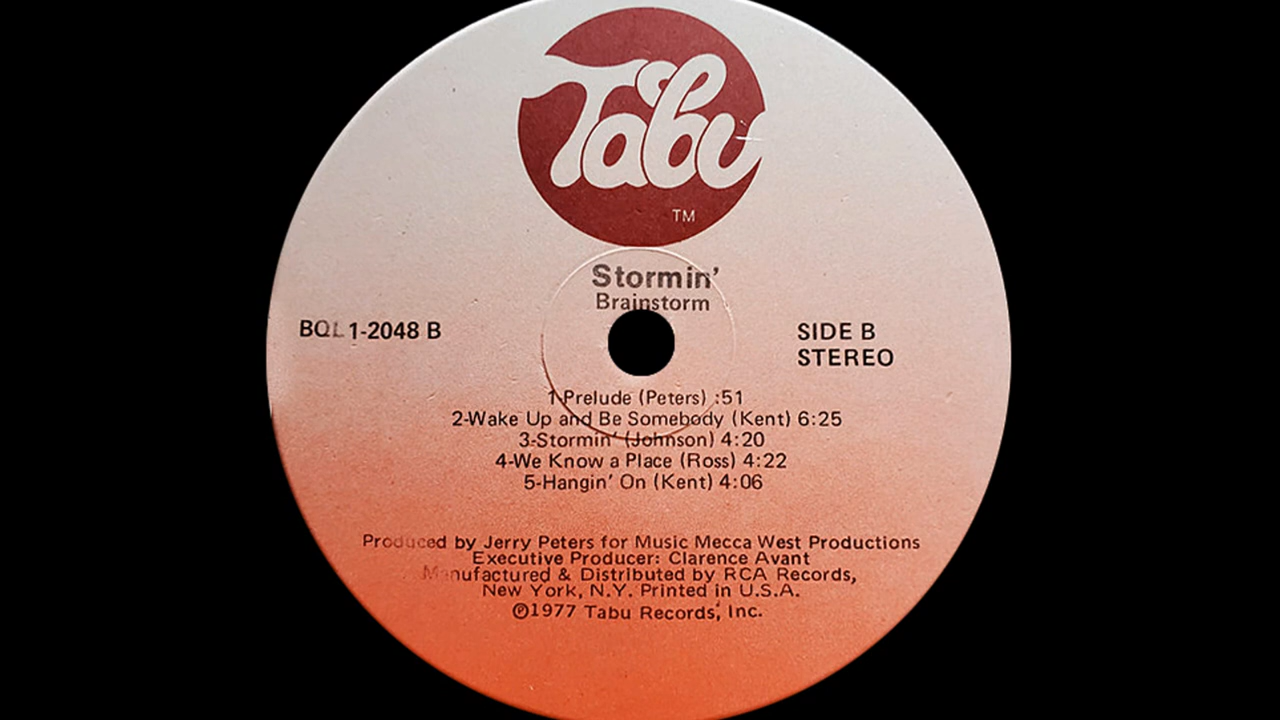 Tabu
TM
Stormin'
Brainstorm
BQL 1-2048 B
SIDE B
STEREO
1 Prelude (Peters) :51
2-Wake Up and Be Somebody (Kent) 6:25
3-Stormin' (Johnson) 4:20
4-We Know a Place (Ross) 4:22
5-Hangin' On (Kent) 4:06
Produced by Jerry Peters for Music Mecca West Productions
Executive Producer: Clarence Avant
Manufactured & Distributed by RCA Records,
New York, N.Y. Printed in U.S.A.
℗1977 Tabu Records, Inc.